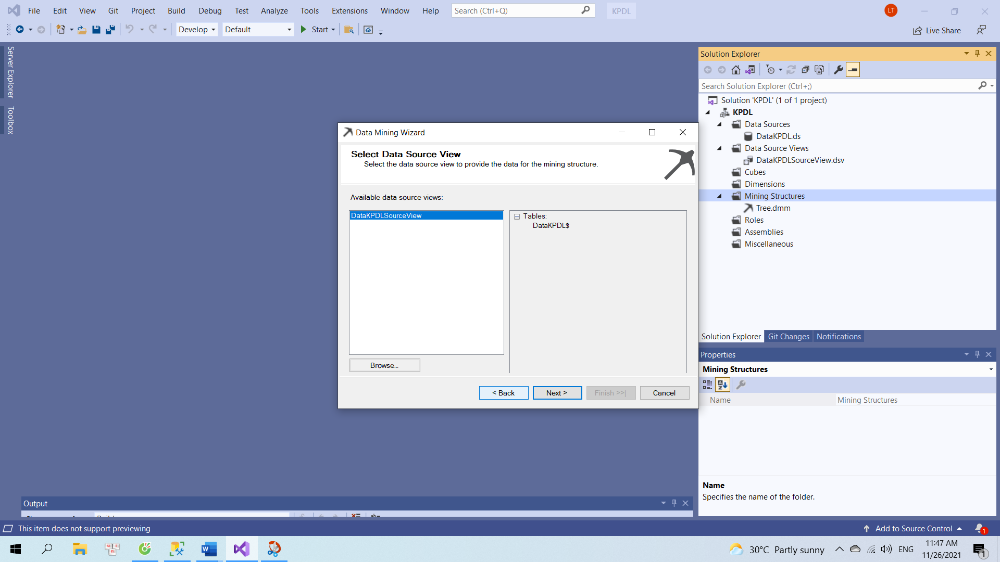 File Edit View Git Project Build Debug Test Analyze Tools Extensions Window Help Search (Ctrl+Q) KPDL LT
Develop Default Start Live Share
Server Explorer
Toolbox
Solution Explorer
Search Solution Explorer (Ctrl+;)
Solution 'KPDL' (1 of 1 project)
KPDL
Data Sources
DataKPDL.ds
Data Source Views
DataKPDLSourceView.dsv
Cubes
Dimensions
Mining Structures
Tree.dmm
Roles
Assemblies
Miscellaneous
Solution Explorer Git Changes Notifications
Data Mining Wizard
Select Data Source View
Select the data source view to provide the data for the mining structure.
Available data source views:
DataKPDLSourceView
Tables:
DataKPDL$
Browse...
< Back Next > Finish >>| Cancel
Properties
Mining Structures
Name Mining Structures
Name
Specifies the name of the folder.
Output
This item does not support previewing Add to Source Control 1
30°C Partly sunny ENG 11:47 AM
11/26/2021 1